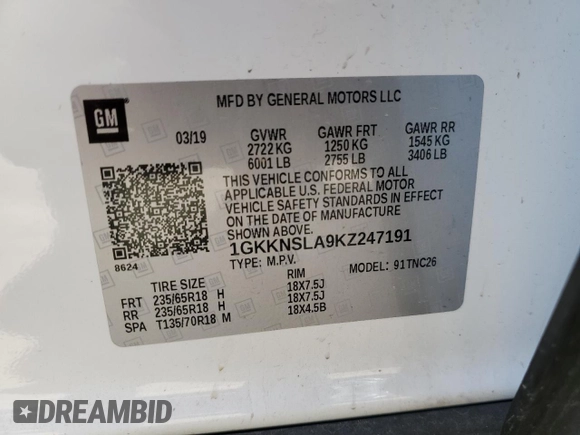 GM
MFD BY GENERAL MOTORS LLC
03/19 GVWR GAWR FRT GAWR RR
2722 KG 1250 KG 1545 KG
6001 LB 2755 LB 3406 LB
THIS VEHICLE CONFORMS TO ALL
APPLICABLE U.S. FEDERAL MOTOR
VEHICLE SAFETY STANDARDS IN EFFECT
ON THE DATE OF MANUFACTURE
SHOWN ABOVE.
8624
1GKKNSLA9KZ247191
TYPE: M.P.V. MODEL: 91TNC26
TIRE SIZE RIM
FRT 235/65R18 H 18X7.5J
RR 235/65R18 H 18X7.5J
SPA T135/70R18 M 18X4.5B
DREAMBID